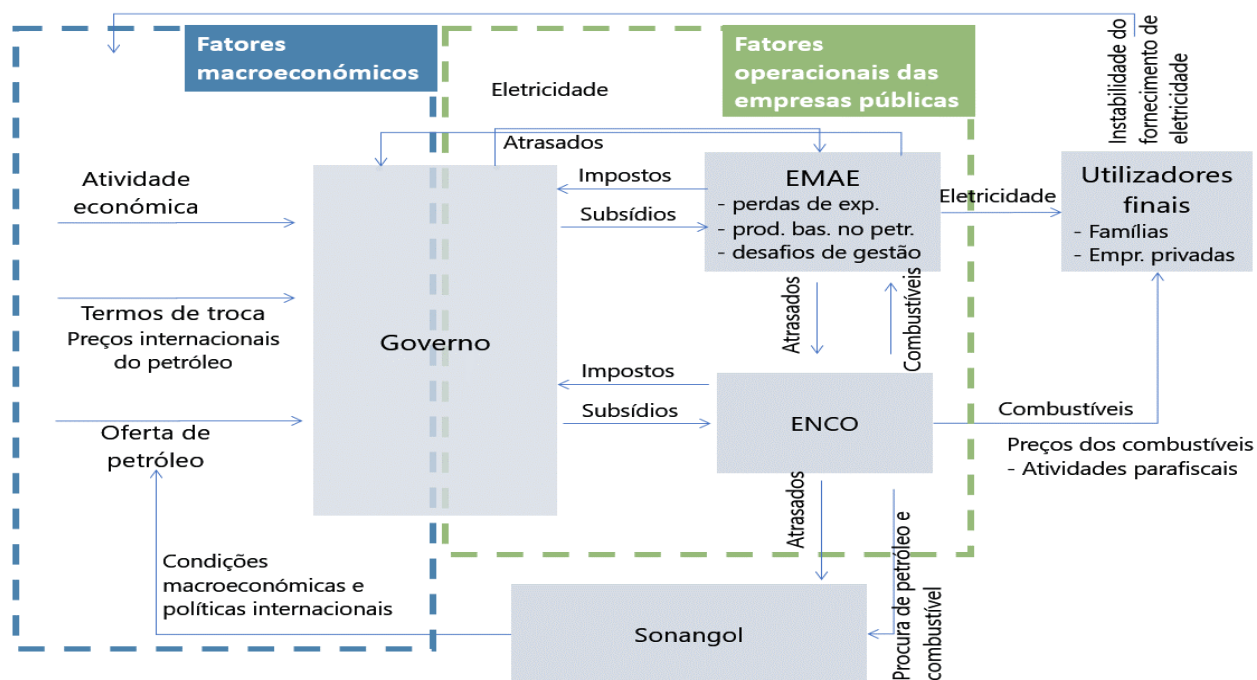 Fatores
macroeconómicos
Fatores
operacionais das
empresas públicas
Instabilidade do
fornecimento de
eletricidade
Eletricidade
Atrasados
Atividade
económica
Impostos
Subsídios
EMAE
- perdas de exp.
- prod. bas. no petr.
- desafios de gestão
Eletricidade
Utilizadores
finais
- Famílias
- Empr. privadas
Termos de troca
Preços internacionais
do petróleo
Governo
Atrasados
Combustíveis
Impostos
Subsídios
ENCO
Combustíveis
Preços dos combustíveis
- Atividades parafiscais
Oferta de
petróleo
Atrasados
Procura de petróleo e
combustível
Condições
macroeconómicas e
políticas internacionais
Sonangol